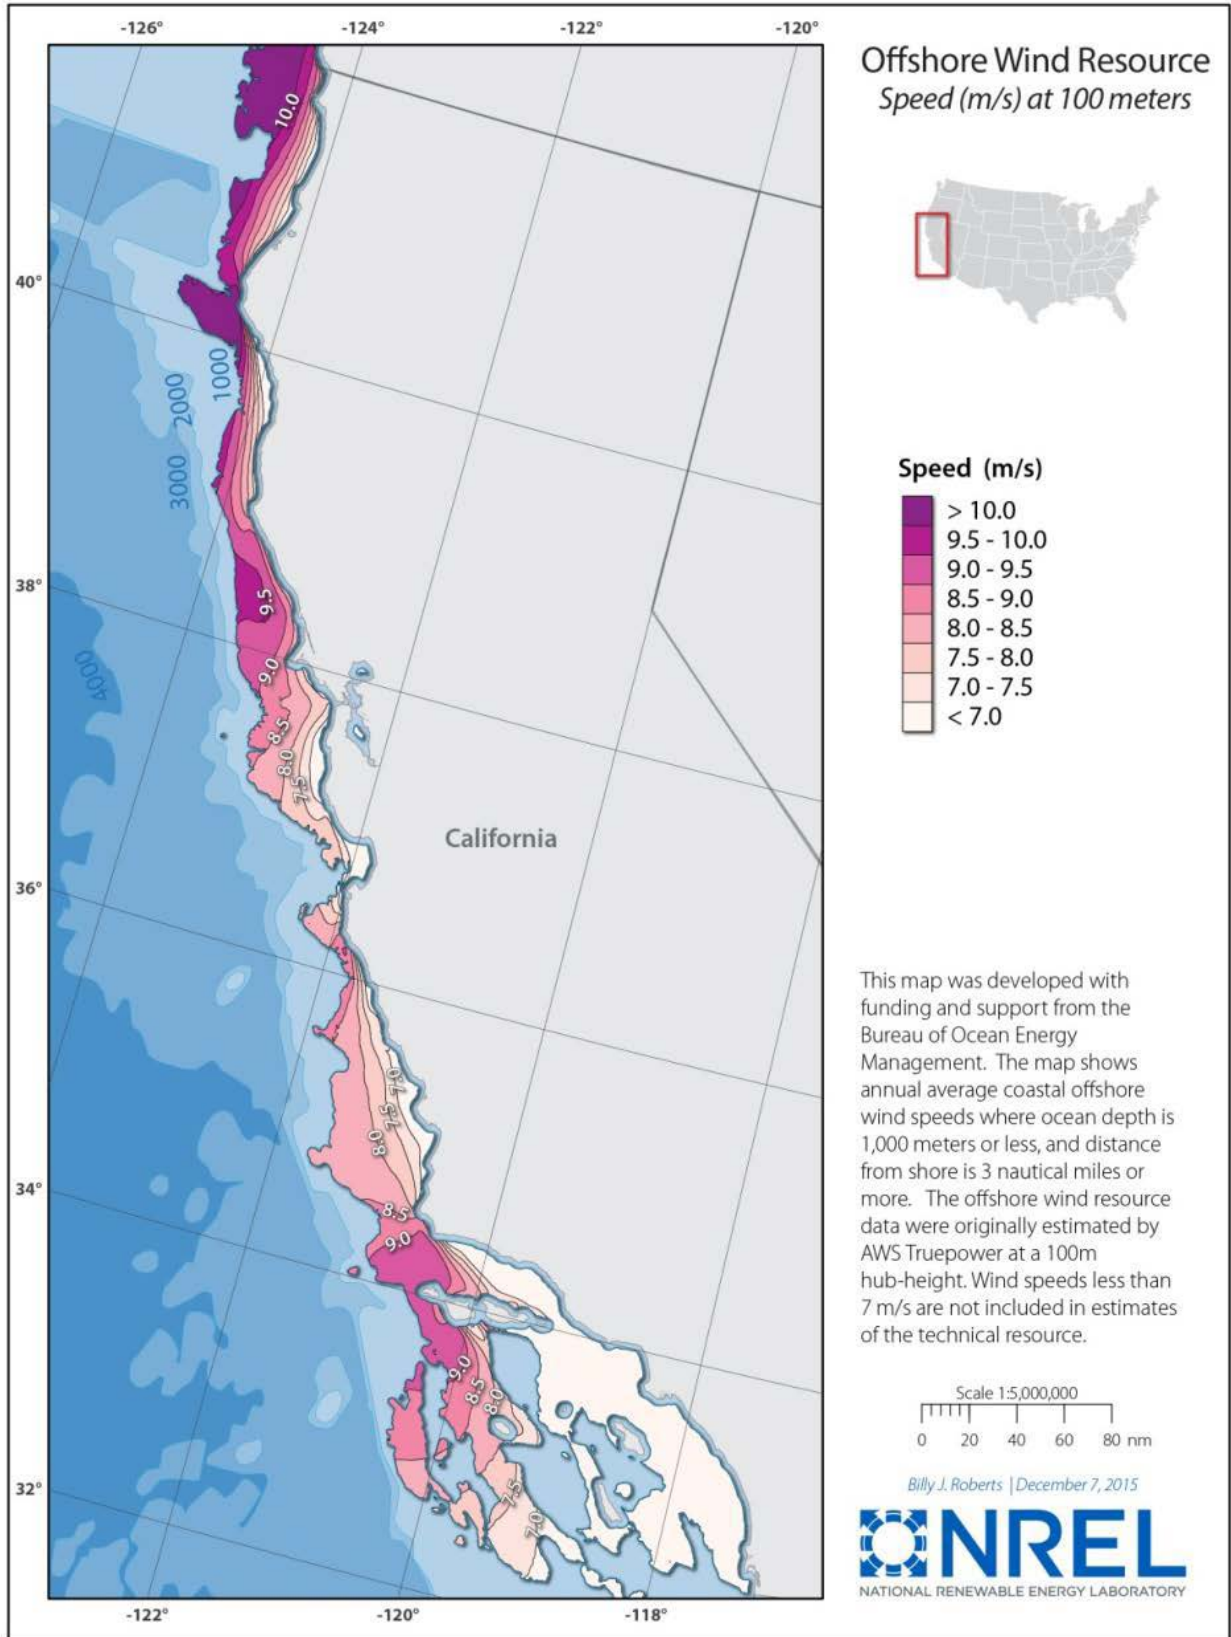 -126°
-124°
-122°
-120°
Offshore Wind Resource
Speed (m/s) at 100 meters
10.0
40°
1000
2000
3000
38°
9.5
4000
9.0
8.5
8.0
7.5
California
36°
7.0
7.5
8.0
34°
8.5
9.0
9.0
8.5
8.0
32°
7.5
7.0
-122°
-120°
-118°
Speed (m/s)
> 10.0
9.5 - 10.0
9.0 - 9.5
8.5 - 9.0
8.0 - 8.5
7.5 - 8.0
7.0 - 7.5
< 7.0
This map was developed with
funding and support from the
Bureau of Ocean Energy
Management. The map shows
annual average coastal offshore
wind speeds where ocean depth is
1,000 meters or less, and distance
from shore is 3 nautical miles or
more. The offshore wind resource
data were originally estimated by
AWS Truepower at a 100m
hub-height. Wind speeds less than
7 m/s are not included in estimates
of the technical resource.
Scale 1:5,000,000
0 20 40 60 80 nm
Billy J. Roberts | December 7, 2015
NREL
NATIONAL RENEWABLE ENERGY LABORATORY